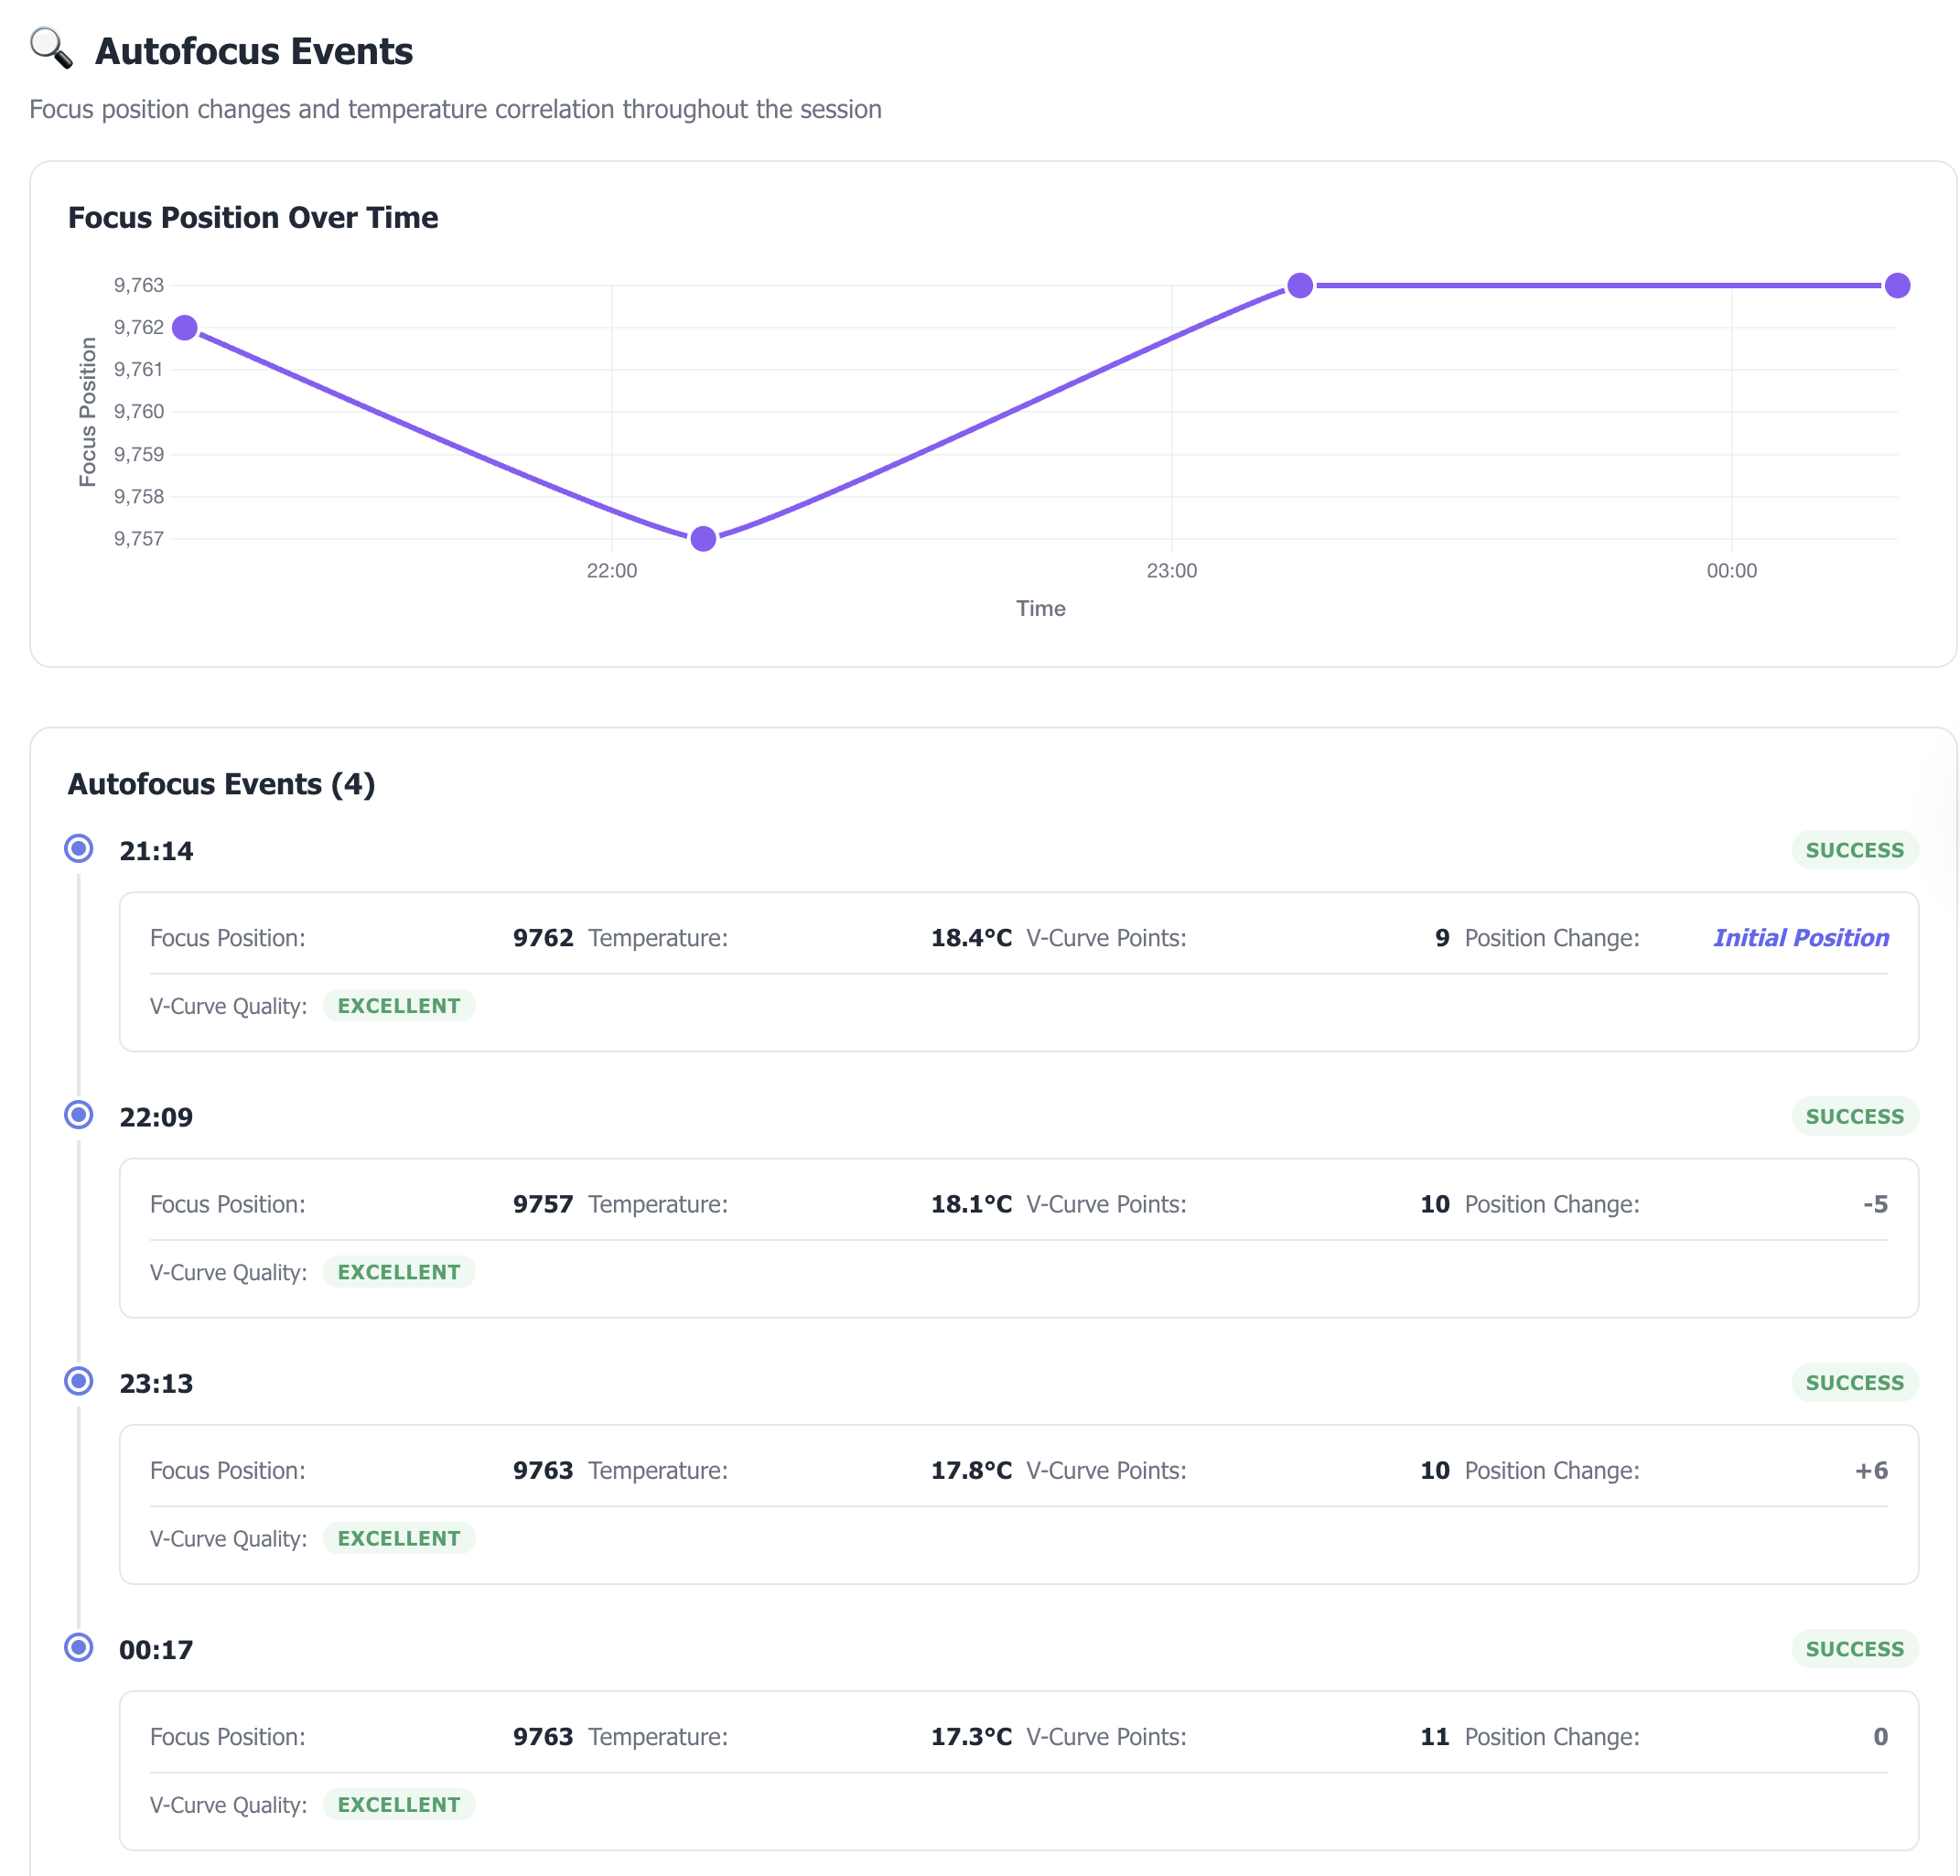 Autofocus Events
Focus position changes and temperature correlation throughout the session
Focus Position Over Time
9,763
9,762
9,761
9,760
9,759
9,758
9,757
Focus Position
22:00 23:00 00:00
Time
Autofocus Events (4)
21:14 SUCCESS
Focus Position: 9762 Temperature: 18.4°C V-Curve Points: 9 Position Change: Initial Position
V-Curve Quality: EXCELLENT
22:09 SUCCESS
Focus Position: 9757 Temperature: 18.1°C V-Curve Points: 10 Position Change: -5
V-Curve Quality: EXCELLENT
23:13 SUCCESS
Focus Position: 9763 Temperature: 17.8°C V-Curve Points: 10 Position Change: +6
V-Curve Quality: EXCELLENT
00:17 SUCCESS
Focus Position: 9763 Temperature: 17.3°C V-Curve Points: 11 Position Change: 0
V-Curve Quality: EXCELLENT